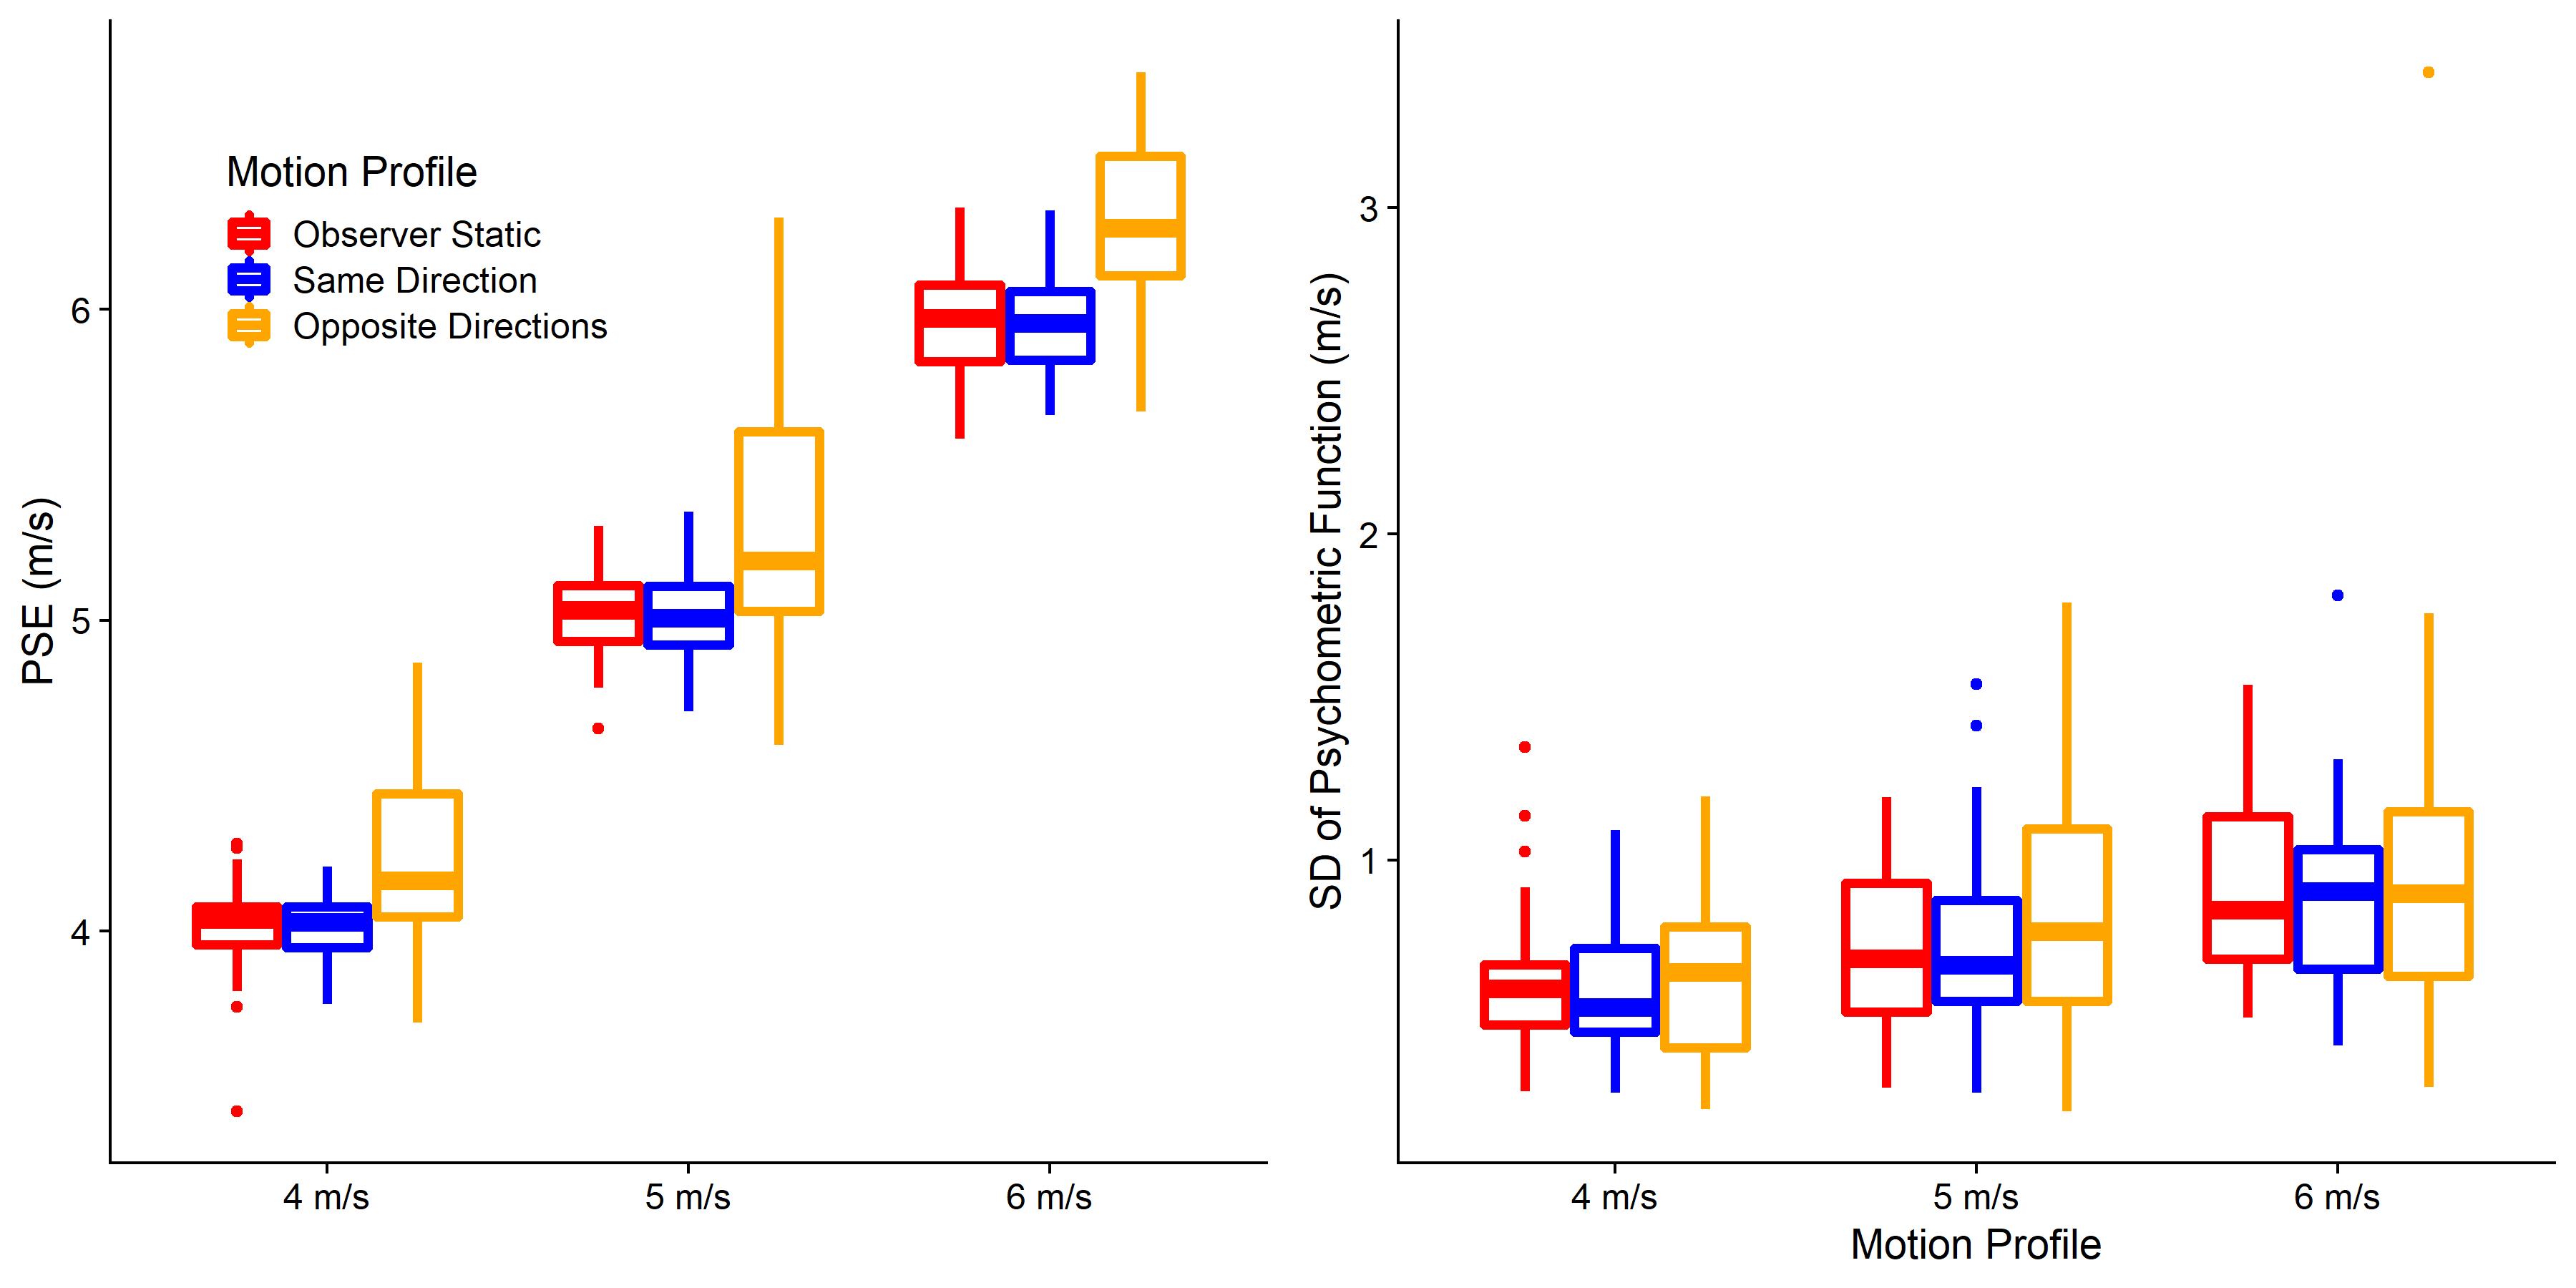 Motion Profile
Observer Static
Same Direction
Opposite Directions
PSE (m/s)
6
5
4
4 m/s
5 m/s
6 m/s
SD of Psychometric Function (m/s)
3
2
1
4 m/s
5 m/s
6 m/s
Motion Profile